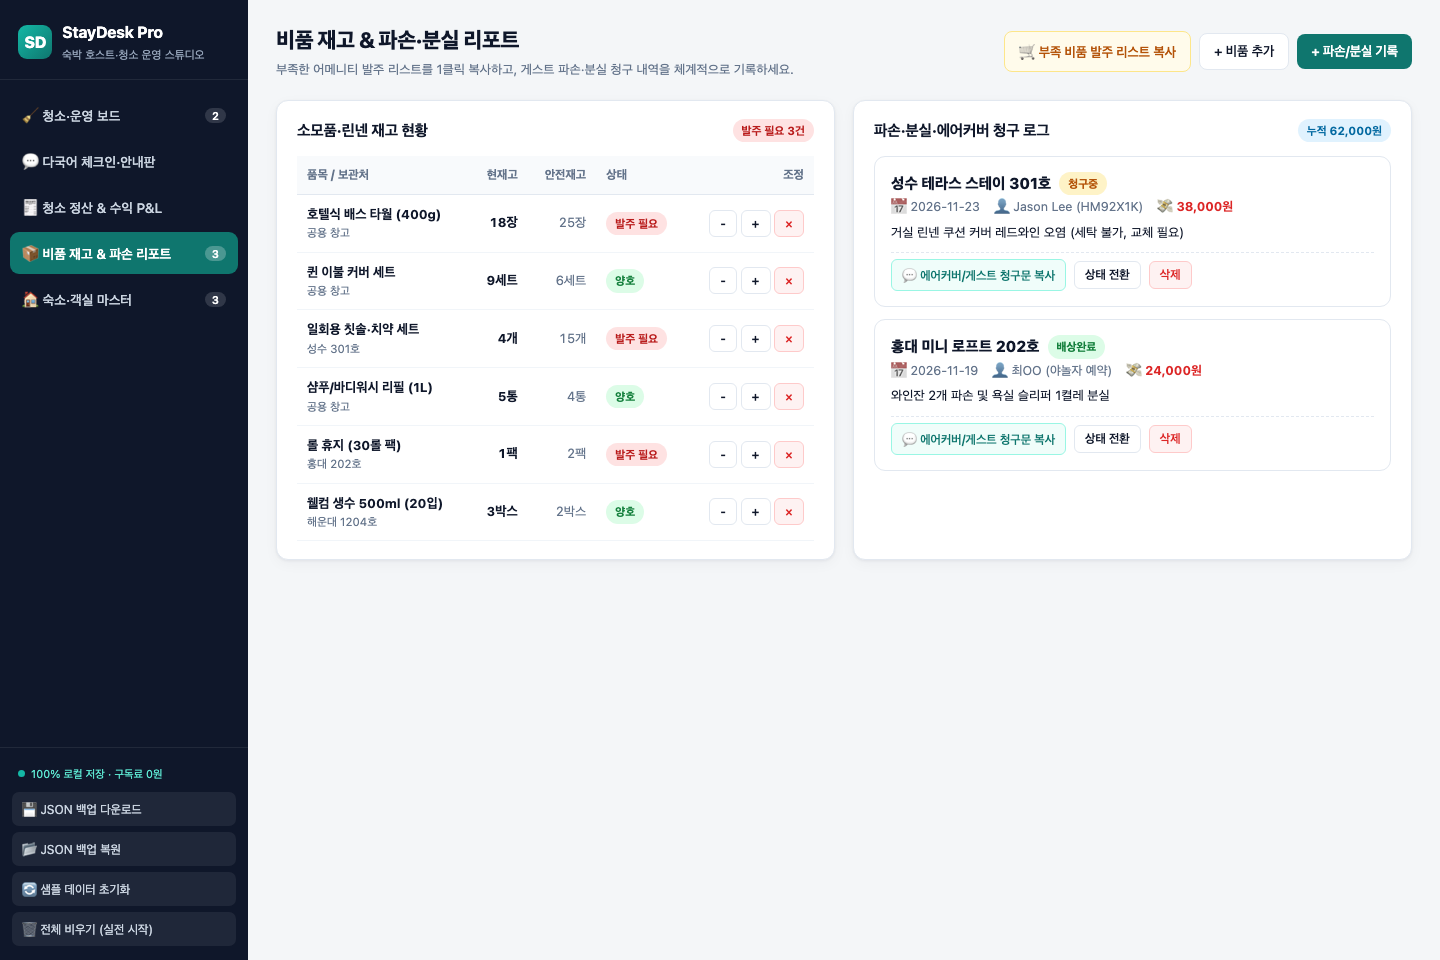 SD
StayDesk Pro
숙박 호스트·청소 운영 스튜디오
청소·운영 보드 2
다국어 체크인·안내판
청소 정산 & 수익 P&L
비품 재고 & 파손 리포트 3
숙소·객실 마스터 3
100% 로컬 저장 · 구독료 0원
JSON 백업 다운로드
JSON 백업 복원
샘플 데이터 초기화
전체 비우기 (실전 시작)
비품 재고 & 파손·분실 리포트
부족한 어메니티 발주 리스트를 1클릭 복사하고, 게스트 파손·분실 청구 내역을 체계적으로 기록하세요.
부족 비품 발주 리스트 복사
+ 비품 추가
+ 파손/분실 기록
소모품·린넨 재고 현황
발주 필요 3건
품목 / 보관처 현재고 안전재고 상태 조정
호텔식 배스 타월 (400g) 18장 25장 발주 필요 - + ×
공용 창고
퀸 이불 커버 세트 9세트 6세트 양호 - + ×
공용 창고
일회용 칫솔·치약 세트 4개 15개 발주 필요 - + ×
성수 301호
샴푸/바디워시 리필 (1L) 5통 4통 양호 - + ×
공용 창고
롤 휴지 (30롤 팩) 1팩 2팩 발주 필요 - + ×
홍대 202호
웰컴 생수 500ml (20입) 3박스 2박스 양호 - + ×
해운대 1204호
파손·분실·에어커버 청구 로그
누적 62,000원
성수 테라스 스테이 301호 청구중
2026-11-23 Jason Lee (HM92X1K) 38,000원
거실 린넨 쿠션 커버 레드와인 오염 (세탁 불가, 교체 필요)
에어커버/게스트 청구문 복사 상태 전환 삭제
홍대 미니 로프트 202호 배상완료
2026-11-19 최OO (야놀자 예약) 24,000원
와인잔 2개 파손 및 욕실 슬리퍼 1켤레 분실
에어커버/게스트 청구문 복사 상태 전환 삭제